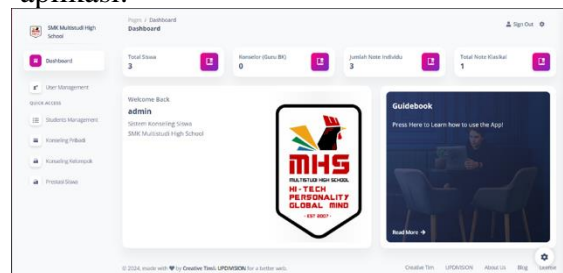 aplikasi.
SMK Multistudi High
School
Pages / Dashboard
Dashboard
Sign Out
Dashboard
User Management
QUICK ACCESS
Students Management
Konseling Pribadi
Konseling Kelompok
Prestasi Siswa
Total Siswa
3
Konselor (Guru BK)
0
Jumlah Note Individu
3
Total Note Klasikal
1
Welcome Back
admin
Sistem Konseling Siswa
SMK Multistudi High School
MHS
MULTISTUDI HIGH SCHOOL
HI - TECH
PERSONALITY
GLOBAL MIND
- EST 2007 -
Guidebook
Press Here to Learn how to use the App!
Read More →
© 2024, made with ❤ by Creative Tim& UPDIVISION for a better web.
Creative Tim
UPDIVISION
About Us
Blog
License